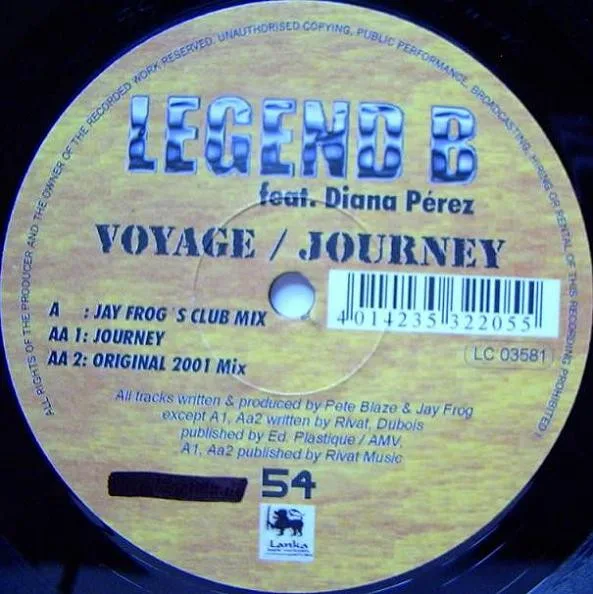 ALL RIGHTS OF THE PRODUCER AND THE OWNER OF THE RECORDED WORK RESERVED. UNAUTHORISED COPYING, PUBLIC PERFORMANCE, BROADCASTING, HIRING OR RENTAL OF THIS RECORDING PROHIBITED !
LEGEND B
feat. Diana Pérez
VOYAGE / JOURNEY
4 014235 322055
LC 03581
A : JAY FROG`S CLUB MIX
AA 1: JOURNEY
AA 2: ORIGINAL 2001 Mix
All tracks written & produced by Pete Blaze & Jay Frog
except A1, Aa2 written by Rivat, Dubois
published by Ed. Plastique / AMV,
A1, Aa2 published by Rivat Music
54
Lanka